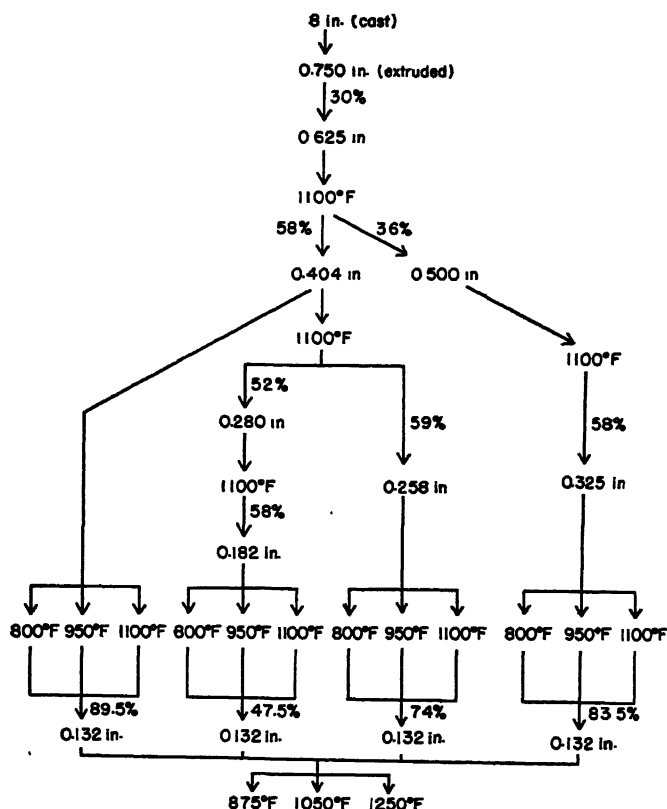 8 in. (cast)
0.750 in. (extruded)
30%
0.625 in
1100°F
58% 36%
0.404 in 0.500 in
1100°F
1100°F
52%
59%
58%
0.280 in
1100°F
0.258 in
0.325 in
58%
0.182 in.
800°F 950°F 1100°F 600°F 950°F 1100°F 800°F 950°F 1100°F 800°F 950°F 1100°F
89.5% 47.5% 74% 83.5%
0.132 in. 0.132 in. 0.132 in. 0.132 in.
875°F 1050°F 1250°F